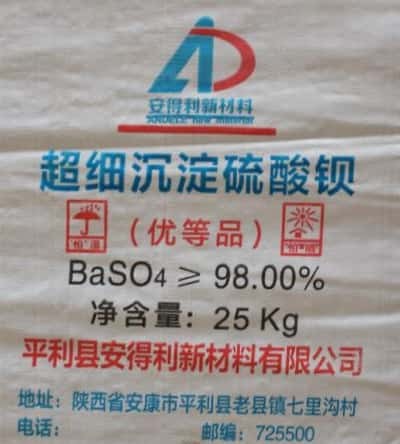 安得利新材料
ANDELE new material
超细沉淀硫酸钡
(优等品)
BaSO4 ≥ 98.00%
净含量: 25 Kg
平利县安得利新材料有限公司
地址: 陕西省安康市平利县老县镇七里沟村
电话: 邮编: 725500